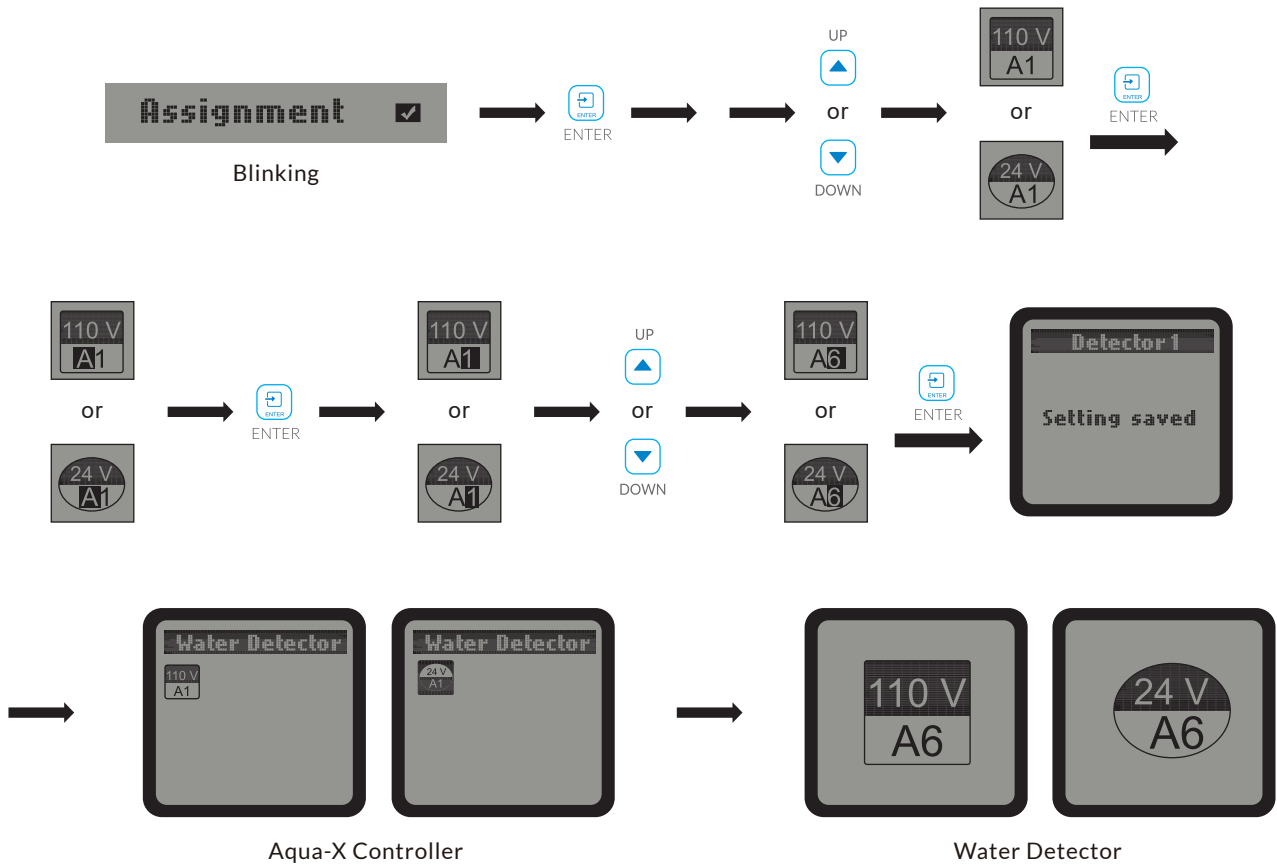 Assignment
Blinking
ENTER
ENTER
UP
or
DOWN
110 V
A1
or
24 V
A1
ENTER
ENTER
110 V
A1
or
24 V
A1
ENTER
ENTER
110 V
A1
or
24 V
A1
UP
or
DOWN
110 V
A6
or
24 V
A6
ENTER
ENTER
Detector 1
Setting saved
Water Detector
110 V
A1
Water Detector
24 V
A1
Aqua-X Controller
110 V
A6
24 V
A6
Water Detector